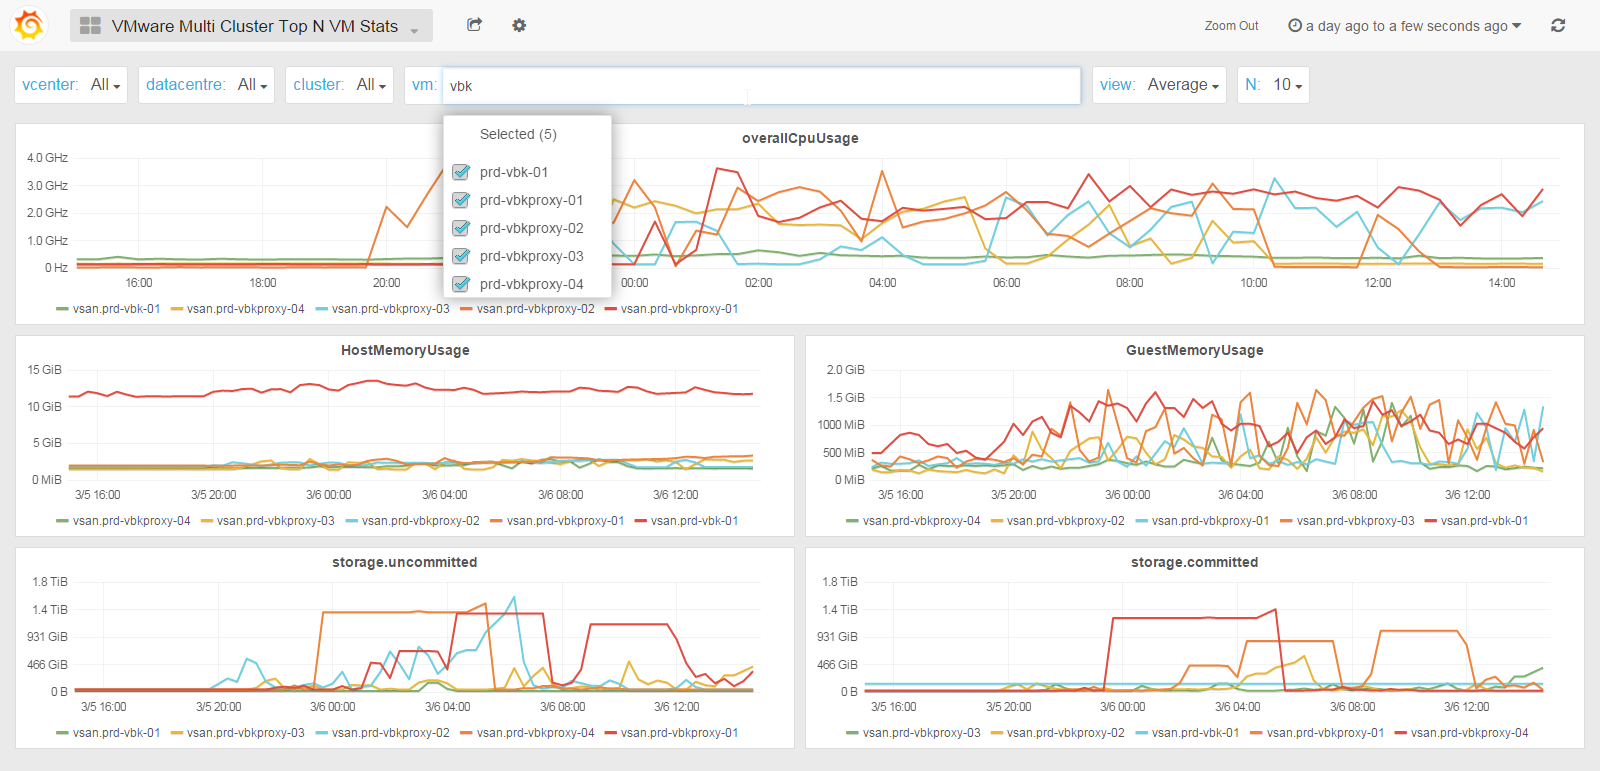 VMware Multi Cluster Top N VM Stats
Zoom Out
a day ago to a few seconds ago
vcenter: All
datacentre: All
cluster: All
vm: vbk
view: Average
N: 10
Selected (5)
prd-vbk-01
prd-vbkproxy-01
prd-vbkproxy-02
prd-vbkproxy-03
prd-vbkproxy-04
overallCpuUsage
4.0 GHz
3.0 GHz
2.0 GHz
1.0 GHz
0 Hz
16:00 18:00 20:00 00:00 02:00 04:00 06:00 08:00 10:00 12:00 14:00
vsan.prd-vbk-01 vsan.prd-vbkproxy-04 vsan.prd-vbkproxy-03 vsan.prd-vbkproxy-02 vsan.prd-vbkproxy-01
HostMemoryUsage
15 GiB
10 GiB
5 GiB
0 MiB
3/5 16:00 3/5 20:00 3/6 00:00 3/6 04:00 3/6 08:00 3/6 12:00
vsan.prd-vbkproxy-04 vsan.prd-vbkproxy-03 vsan.prd-vbkproxy-02 vsan.prd-vbkproxy-01 vsan.prd-vbk-01
GuestMemoryUsage
2.0 GiB
1.5 GiB
1000 MiB
500 MiB
0 MiB
3/5 16:00 3/5 20:00 3/6 00:00 3/6 04:00 3/6 08:00 3/6 12:00
vsan.prd-vbkproxy-04 vsan.prd-vbkproxy-02 vsan.prd-vbkproxy-01 vsan.prd-vbkproxy-03 vsan.prd-vbk-01
storage.uncommitted
1.8 TiB
1.4 TiB
931 GiB
466 GiB
0 B
3/5 16:00 3/5 20:00 3/6 00:00 3/6 04:00 3/6 08:00 3/6 12:00
vsan.prd-vbk-01 vsan.prd-vbkproxy-03 vsan.prd-vbkproxy-02 vsan.prd-vbkproxy-04 vsan.prd-vbkproxy-01
storage.committed
1.8 TiB
1.4 TiB
931 GiB
466 GiB
0 B
3/5 16:00 3/5 20:00 3/6 00:00 3/6 04:00 3/6 08:00 3/6 12:00
vsan.prd-vbkproxy-03 vsan.prd-vbkproxy-02 vsan.prd-vbk-01 vsan.prd-vbkproxy-01 vsan.prd-vbkproxy-04